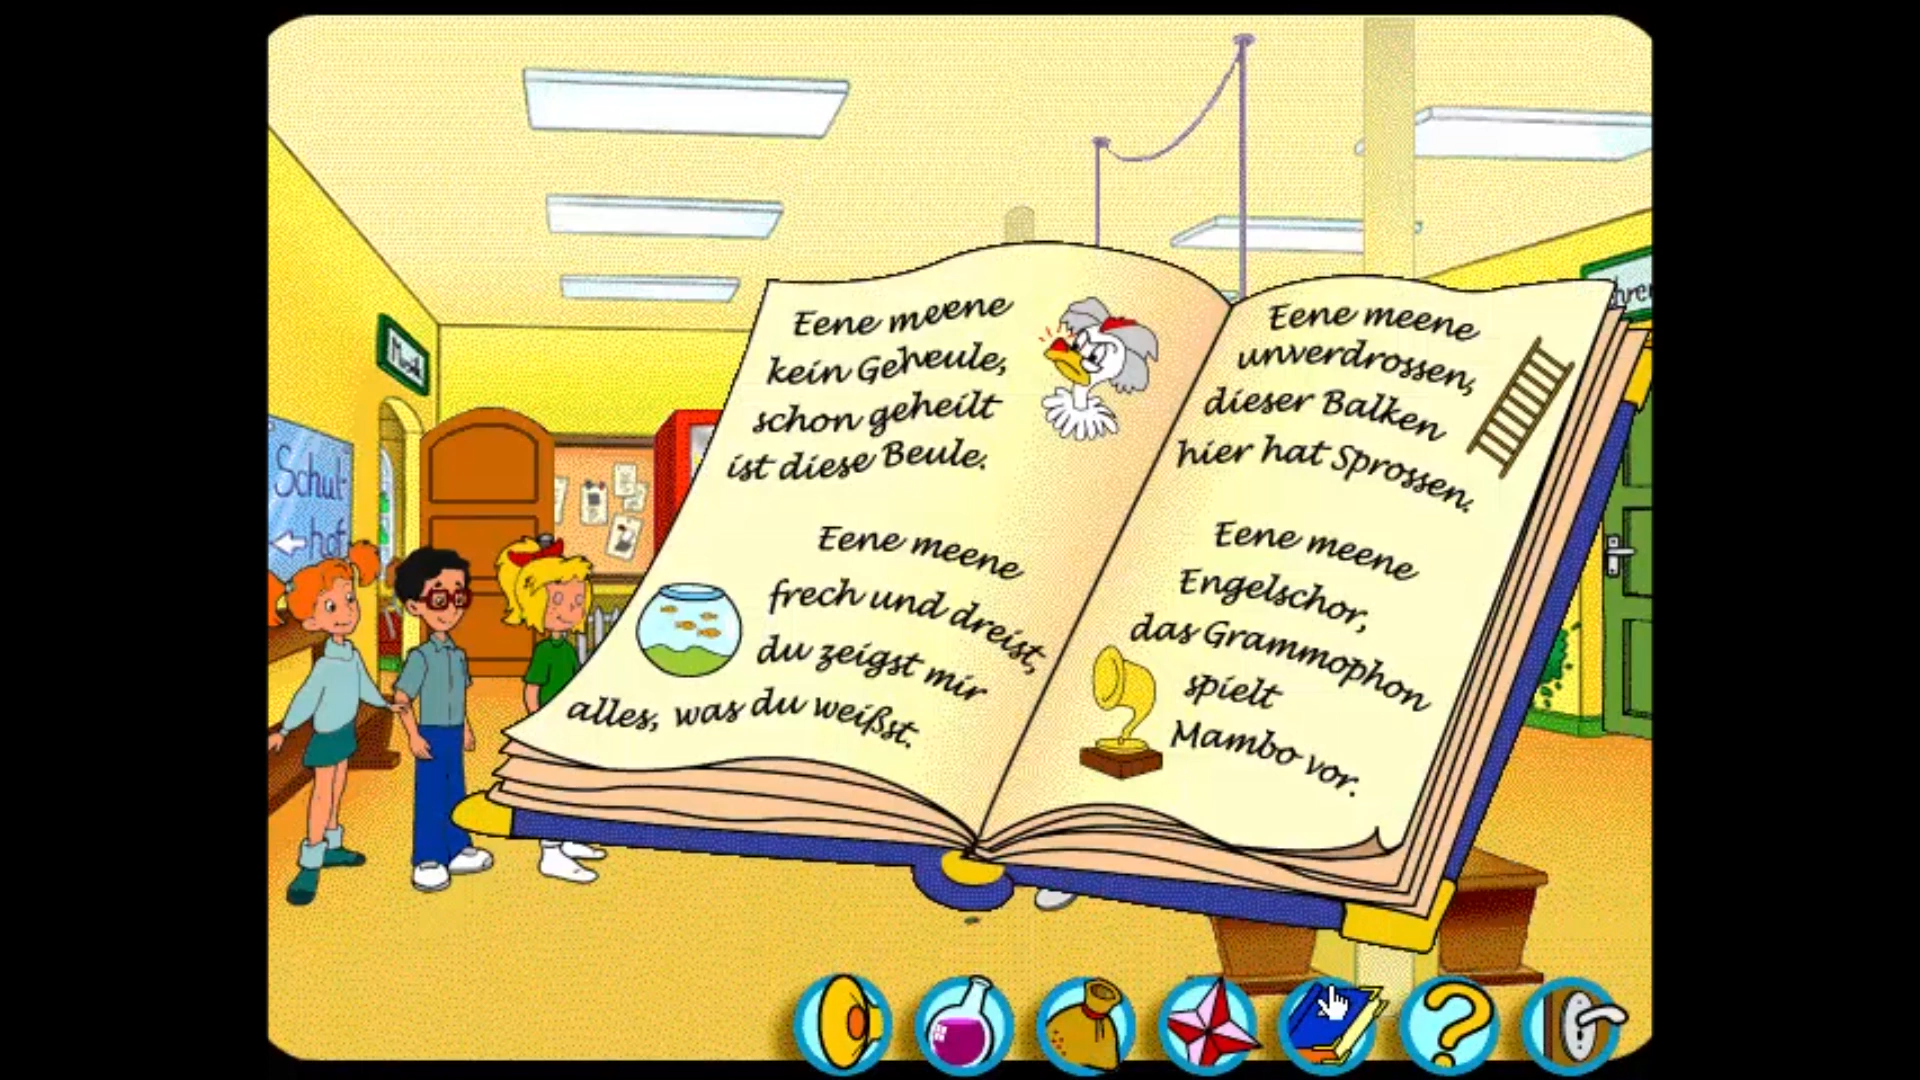 Eene meene
kein Geheule,
schon geheilt
ist diese Beule.
Eene meene
frech und dreist,
du zeigst mir
alles, was du weißt.
Eene meene
unverdrossen,
dieser Balken
hier hat Sprossen.
Eene meene
Engelschor,
das Grammophon
spielt
Mambo vor.
Musik
Schul-
hof